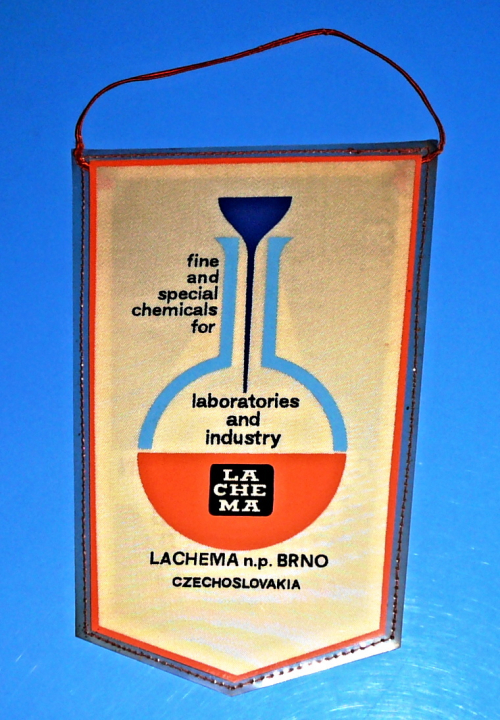 fine
and
special
chemicals
for
laboratories
and
industry
LA
CHE
MA
LACHEMA n.p. BRNO
CZECHOSLOVAKIA